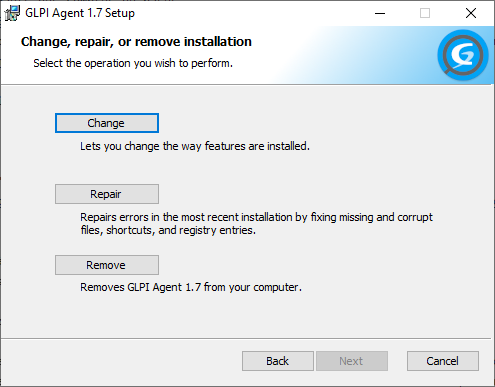 GLPI Agent 1.7 Setup
Change, repair, or remove installation
Select the operation you wish to perform.
Change
Lets you change the way features are installed.
Repair
Repairs errors in the most recent installation by fixing missing and corrupt
files, shortcuts, and registry entries.
Remove
Removes GLPI Agent 1.7 from your computer.
Back
Next
Cancel